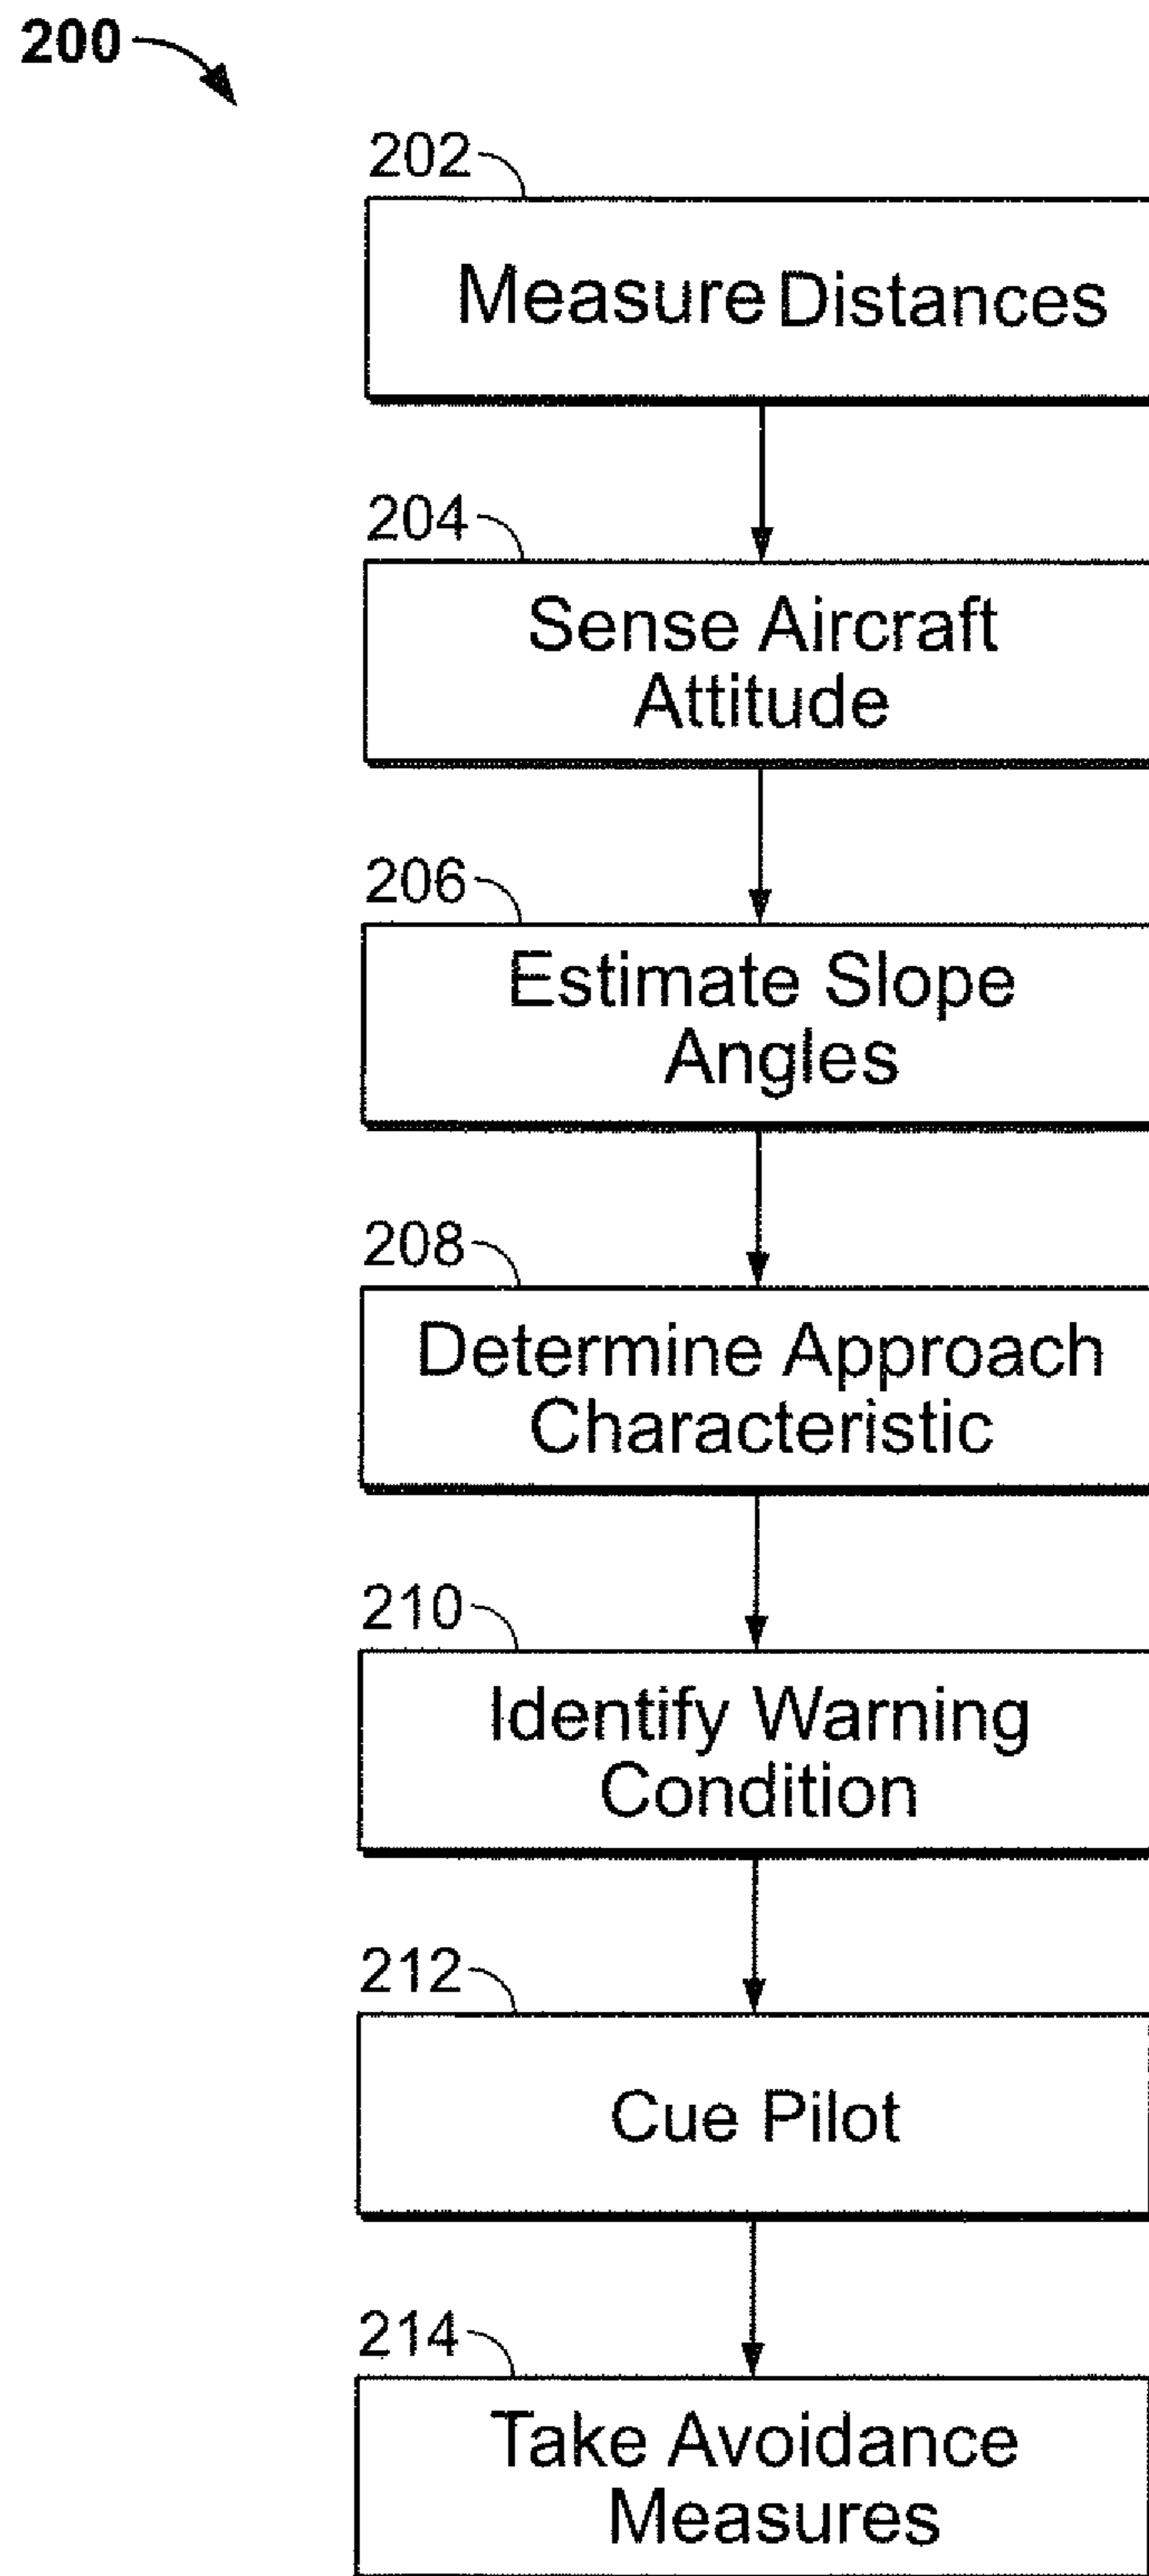 200
202
Measure Distances
204
Sense Aircraft
Attitude
206
Estimate Slope
Angles
208
Determine Approach
Characteristic
210
Identify Warning
Condition
212
Cue Pilot
214
Take Avoidance
Measures